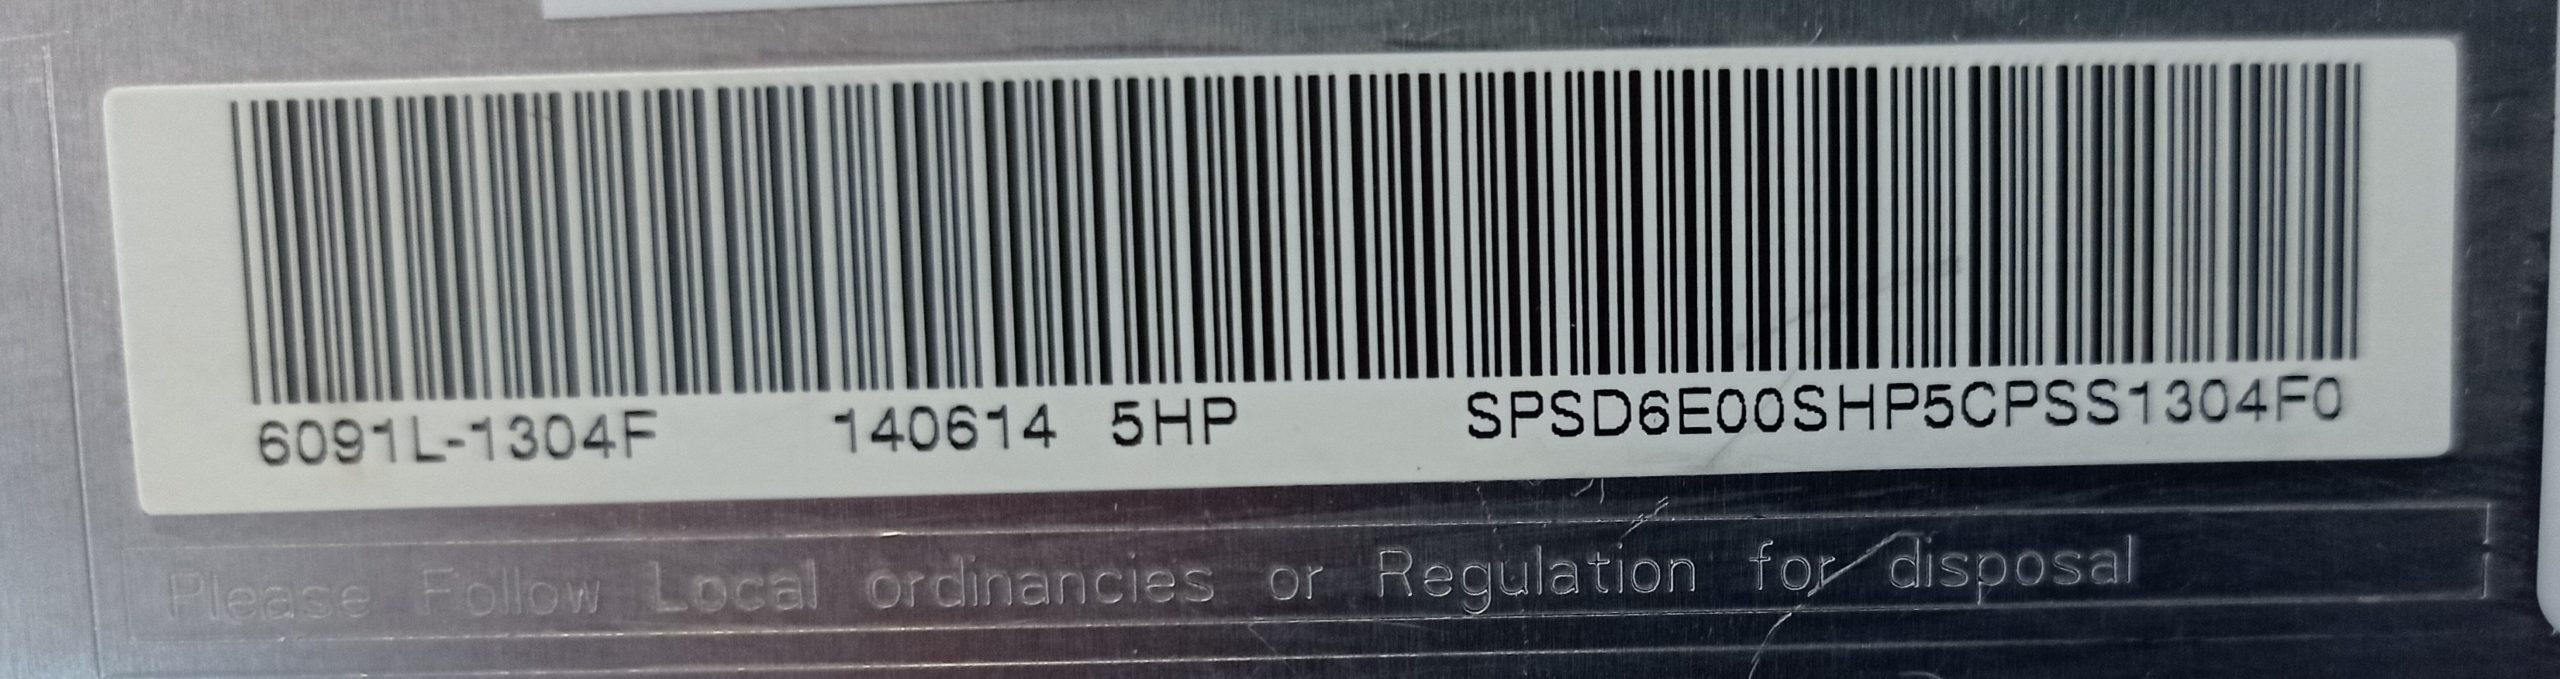 6091L-1304F 140614 5HP SPSD6E00SHP5CPSS1304F0
Please Follow Local ordinancies or Regulation for disposal